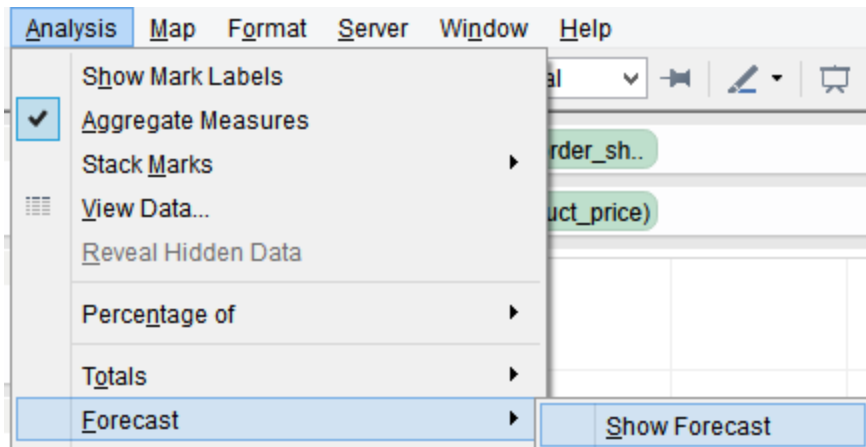 Analysis Map Format Server Window Help
Show Mark Labels
al
Aggregate Measures
rder_sh..
Stack Marks
View Data...
uct_price)
Reveal Hidden Data
Percentage of
Totals
Forecast
Show Forecast